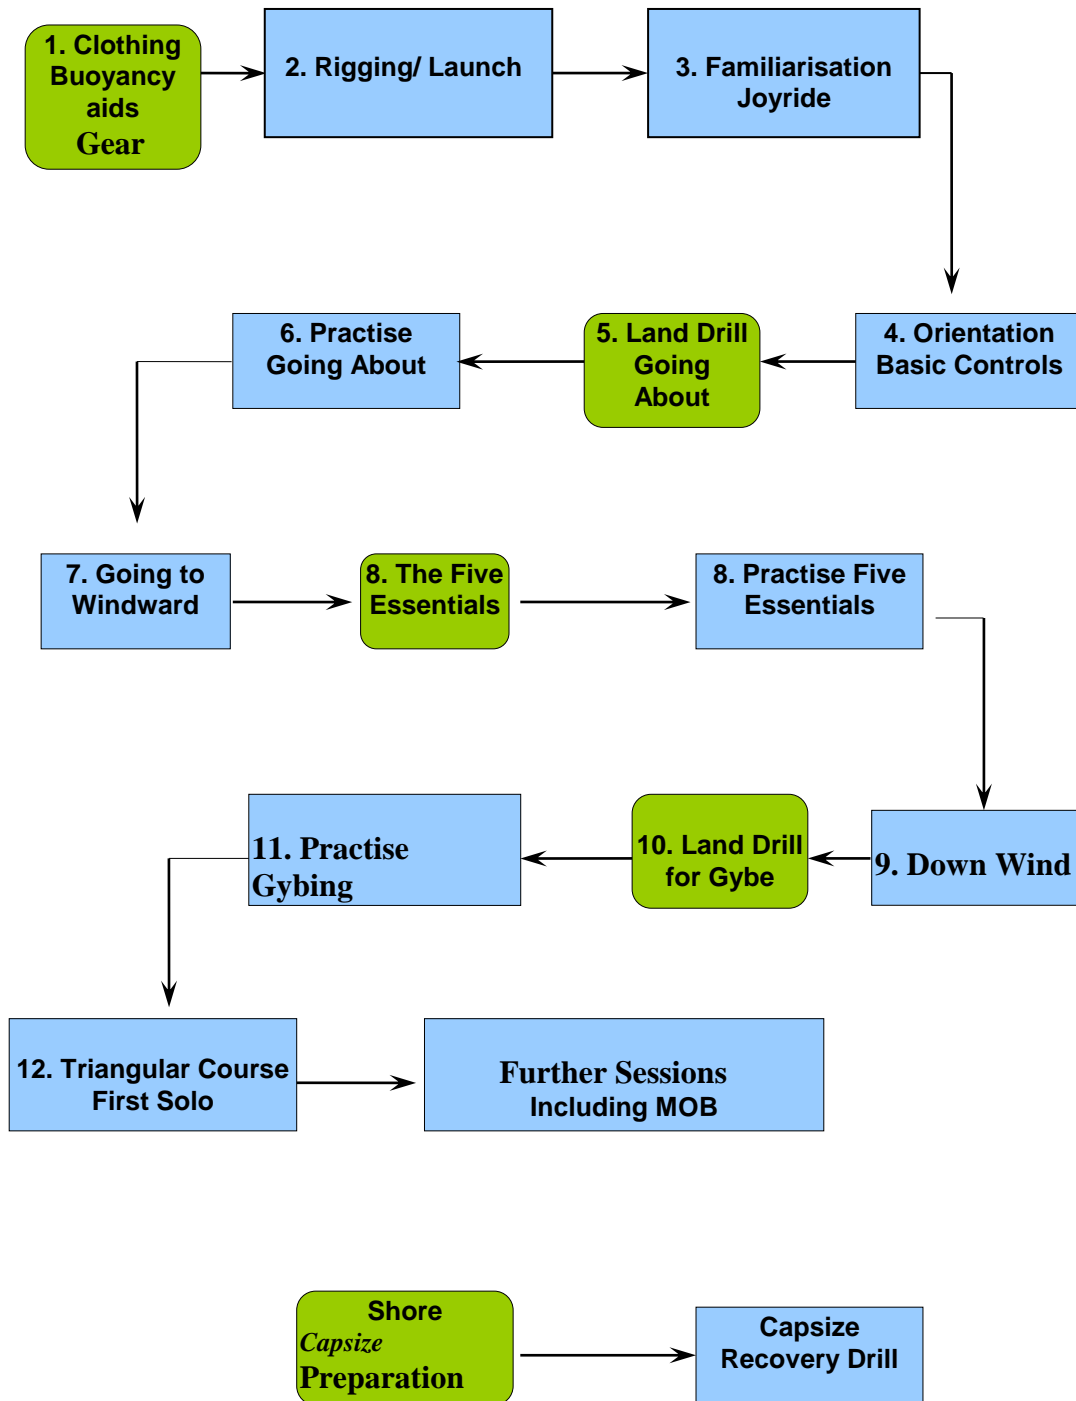 1. Clothing
Buoyancy
aids
Gear
2. Rigging/ Launch
3. Familiarisation
Joyride
4. Orientation
Basic Controls
5. Land Drill
Going
About
6. Practise
Going About
7. Going to
Windward
8. The Five
Essentials
8. Practise Five
Essentials
9. Down Wind
10. Land Drill
for Gybe
11. Practise
Gybing
12. Triangular Course
First Solo
Further Sessions
Including MOB
Shore
Capsize
Preparation
Capsize
Recovery Drill